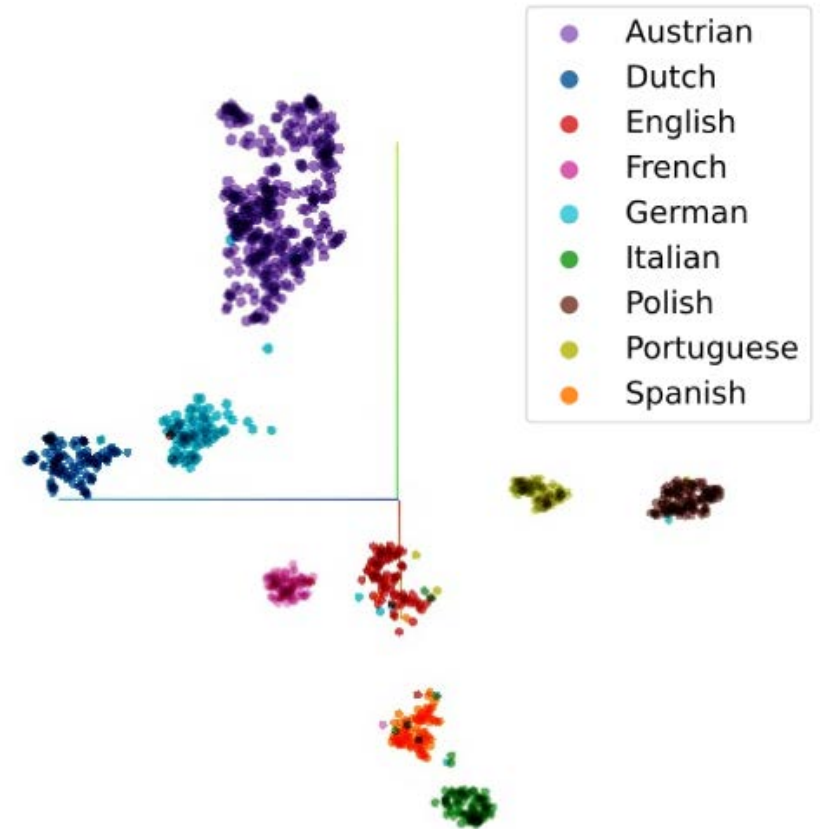 Austrian
Dutch
English
French
German
Italian
Polish
Portuguese
Spanish